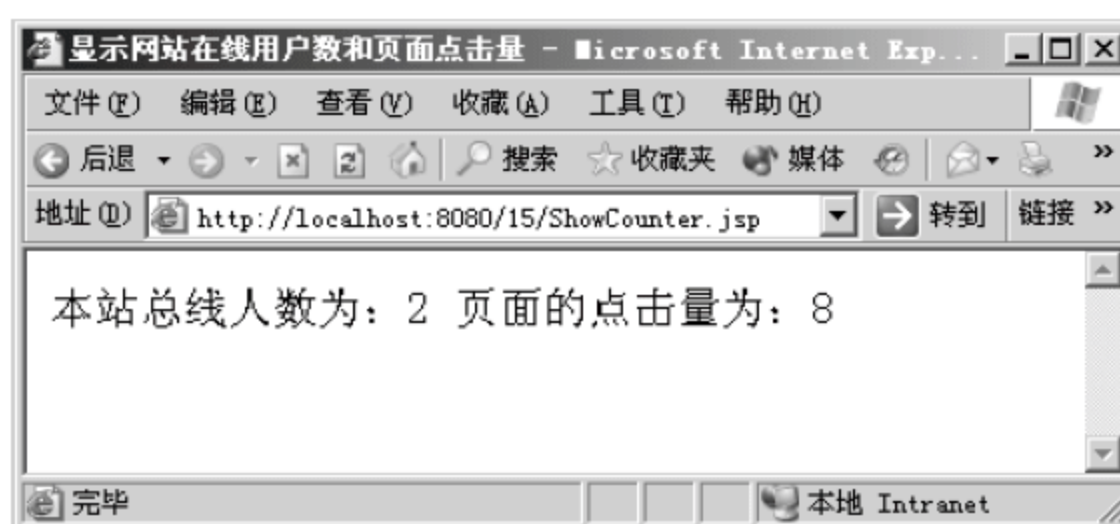 显示网站在线用户数和页面点击量 - Microsoft Internet Exp...
文件(F) 编辑(E) 查看(V) 收藏(A) 工具(T) 帮助(H)
后退 搜索 收藏夹 媒体 »
地址(D) http://localhost:8080/15/ShowCounter.jsp 转到 链接 »
本站总线人数为：2 页面的点击量为：8
完毕 本地 Intranet